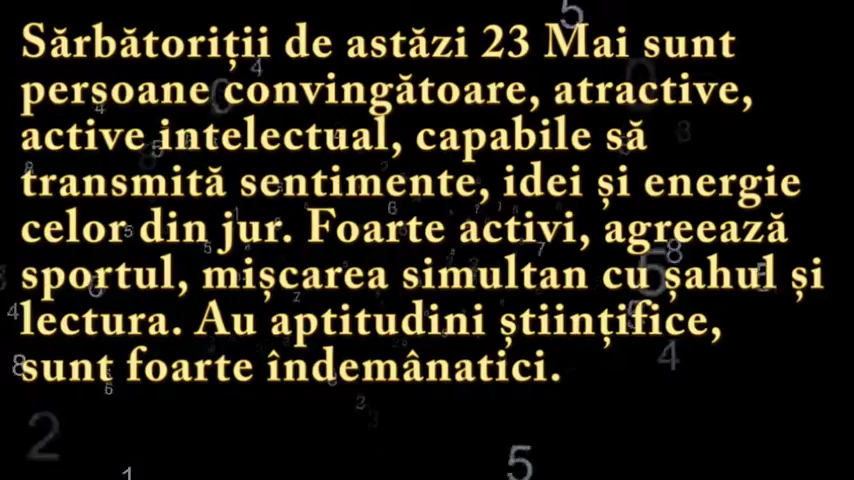 Sărbătoriții de astăzi 23 Mai sunt
persoane convingătoare, atractive,
active intelectual, capabile să
transmită sentimente, idei și energie
celor din jur. Foarte activi, agreează
sportul, mișcarea simultan cu șahul și
lectura. Au aptitudini științifice,
sunt foarte îndemânatici.